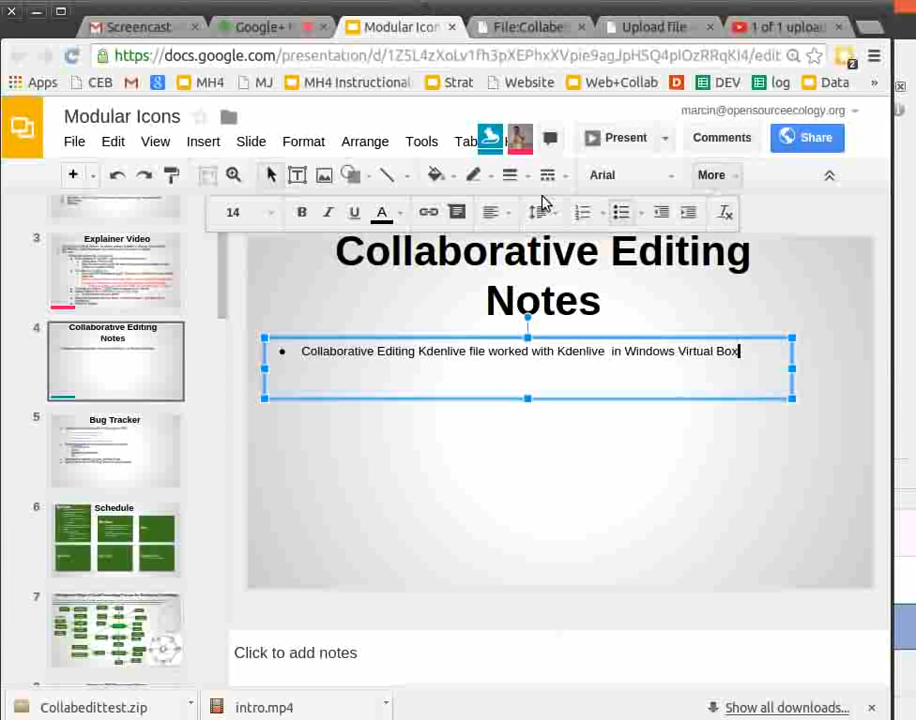 Screencast
Google+ H
Modular Icon
File:Collabe
Upload file
1 of 1 upload
https://docs.google.com/presentation/d/1Z5L4zXoLv1fh3pXEPhxXVpie9agJpHSQ4plOzRRqKI4/edit
Apps
CEB
MH4
MJ
MH4 Instructional
Strat
Website
Web+Collab
DEV
log
Data
»
Modular Icons
marcin@opensourceecology.org
File Edit View Insert Slide Format Arrange Tools Tab
Present
Comments
Share
Arial
More
14
B I U A
3
Explainer Video
4
Collaborative Editing
Notes
5
Bug Tracker
6
Schedule
7
Collaborative Editing
Notes
● Collaborative Editing Kdenlive file worked with Kdenlive in Windows Virtual Box
Click to add notes
Collabedittest.zip
intro.mp4
Show all downloads...